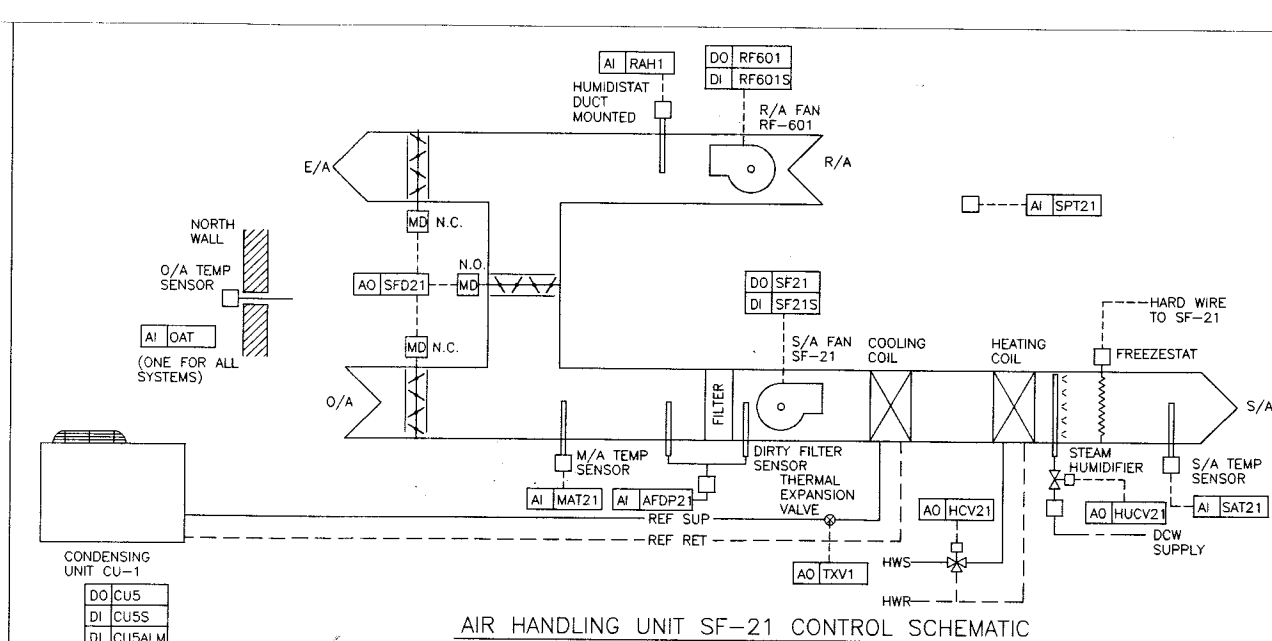 AI RAH1
HUMIDISTAT
DUCT
MOUNTED
DO RF601
DI RF601S
R/A FAN
RF-601
E/A
R/A
MD N.C.
AI SPT21
NORTH
WALL
O/A TEMP
SENSOR
N.O.
AO SFD21
MD
AI OAT
(ONE FOR ALL
SYSTEMS)
MD N.C.
DO SF21
DI SF21S
S/A FAN
SF-21
COOLING
COIL
HEATING
COIL
HARD WIRE
TO SF-21
FREEZESTAT
O/A
FILTER
S/A
M/A TEMP
SENSOR
AI MAT21
DIRTY FILTER
SENSOR
AI AFDP21
THERMAL
EXPANSION
VALVE
STEAM
HUMIDIFIER
S/A TEMP
SENSOR
AO HCV21
AO HUCV21
AI SAT21
REF SUP
REF RET
DCW
SUPPLY
AO TXV1
HWS
HWR
CONDENSING
UNIT CU-1
DO CU5
DI CU5S
DI CU5ALM
AIR HANDLING UNIT SF-21 CONTROL SCHEMATIC